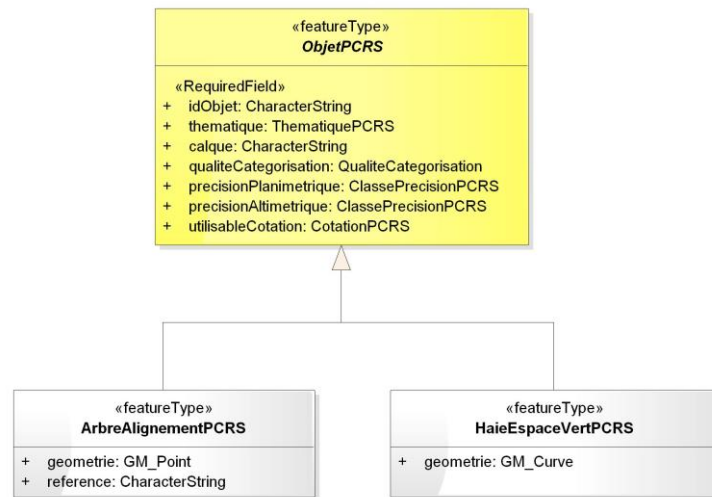 «featureType»
ObjetPCRS
«RequiredField»
+ idObjet: CharacterString
+ thematique: ThematiquePCRS
+ calque: CharacterString
+ qualiteCategorisation: QualiteCategorisation
+ precisionPlanimetrique: ClassePrecisionPCRS
+ precisionAltimetrique: ClassePrecisionPCRS
+ utilisableCotation: CotationPCRS
«featureType»
ArbreAlignementPCRS
+ geometrie: GM_Point
+ reference: CharacterString
«featureType»
HaieEspaceVertPCRS
+ geometrie: GM_Curve